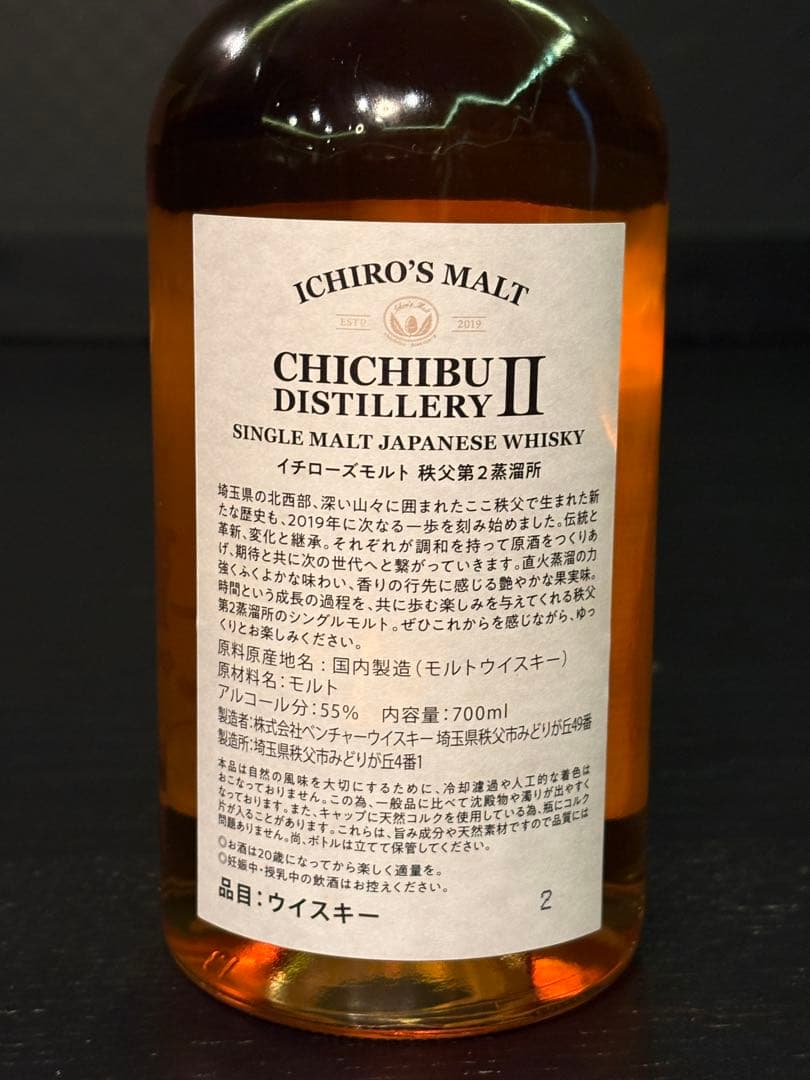 ICHIRO'S MALT
ESTD 2019
CHICHIBU
DISTILLERY II
SINGLE MALT JAPANESE WHISKY
イチローズモルト 秩父第2蒸溜所
埼玉県の北西部、深い山々に囲まれたここ秩父で生まれた新
たな歴史も、2019年に次なる一歩を刻み始めました。伝統と
革新、変化と継承。それぞれが調和を持って原酒をつくりあ
げ、期待と共に次の世代へと繋がっていきます。直火蒸溜の力
強くふくよかな味わい、香りの行先に感じる艶やかな果実味。
時間という成長の過程を、共に歩む楽しみを与えてくれる秩父
第2蒸溜所のシングルモルト。ぜひこれからを感じながら、ゆっ
くりとお楽しみください。
原料原産地名：国内製造（モルトウイスキー）
原材料名：モルト
アルコール分：55% 内容量：700ml
製造者：株式会社ベンチャーウイスキー 埼玉県秩父市みどりが丘49番
製造所：埼玉県秩父市みどりが丘4番1
本品は自然の風味を大切にするために、冷却濾過や人工的な着色は
おこなっておりません。この為、一般品に比べて沈殿物や濁りが出やすく
なっております。また、キャップに天然コルクを使用している為、瓶にコルク
片が入ることがあります。これらは、旨み成分や天然素材ですので品質には
問題ありません。尚、ボトルは立てて保管してください。
◎お酒は20歳になってから楽しく適量を。
◎妊娠中・授乳中の飲酒はお控えください。
品目：ウイスキー
2